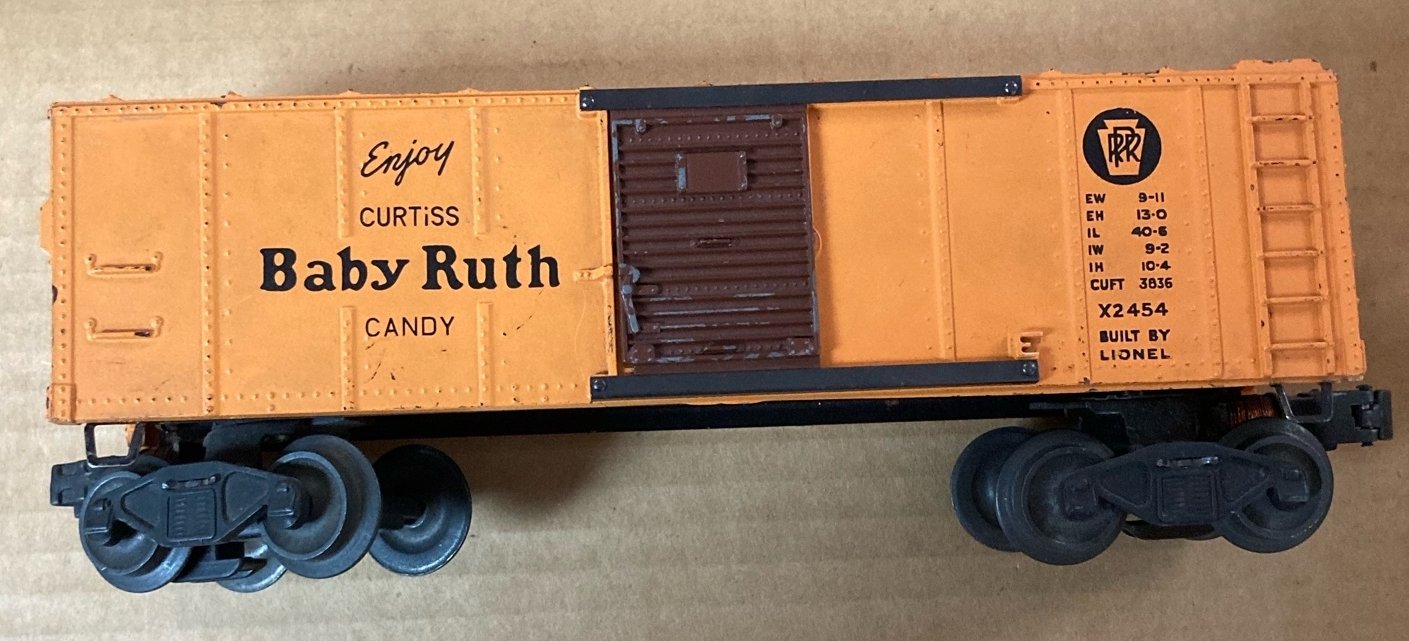 Enjoy
CURTiSS
Baby Ruth
CANDY
PRR
EW 9-11
EH 13-0
IL 40-6
IW 9-2
IH 10-4
CUFT 3836
X2454
BUILT BY
LIONEL